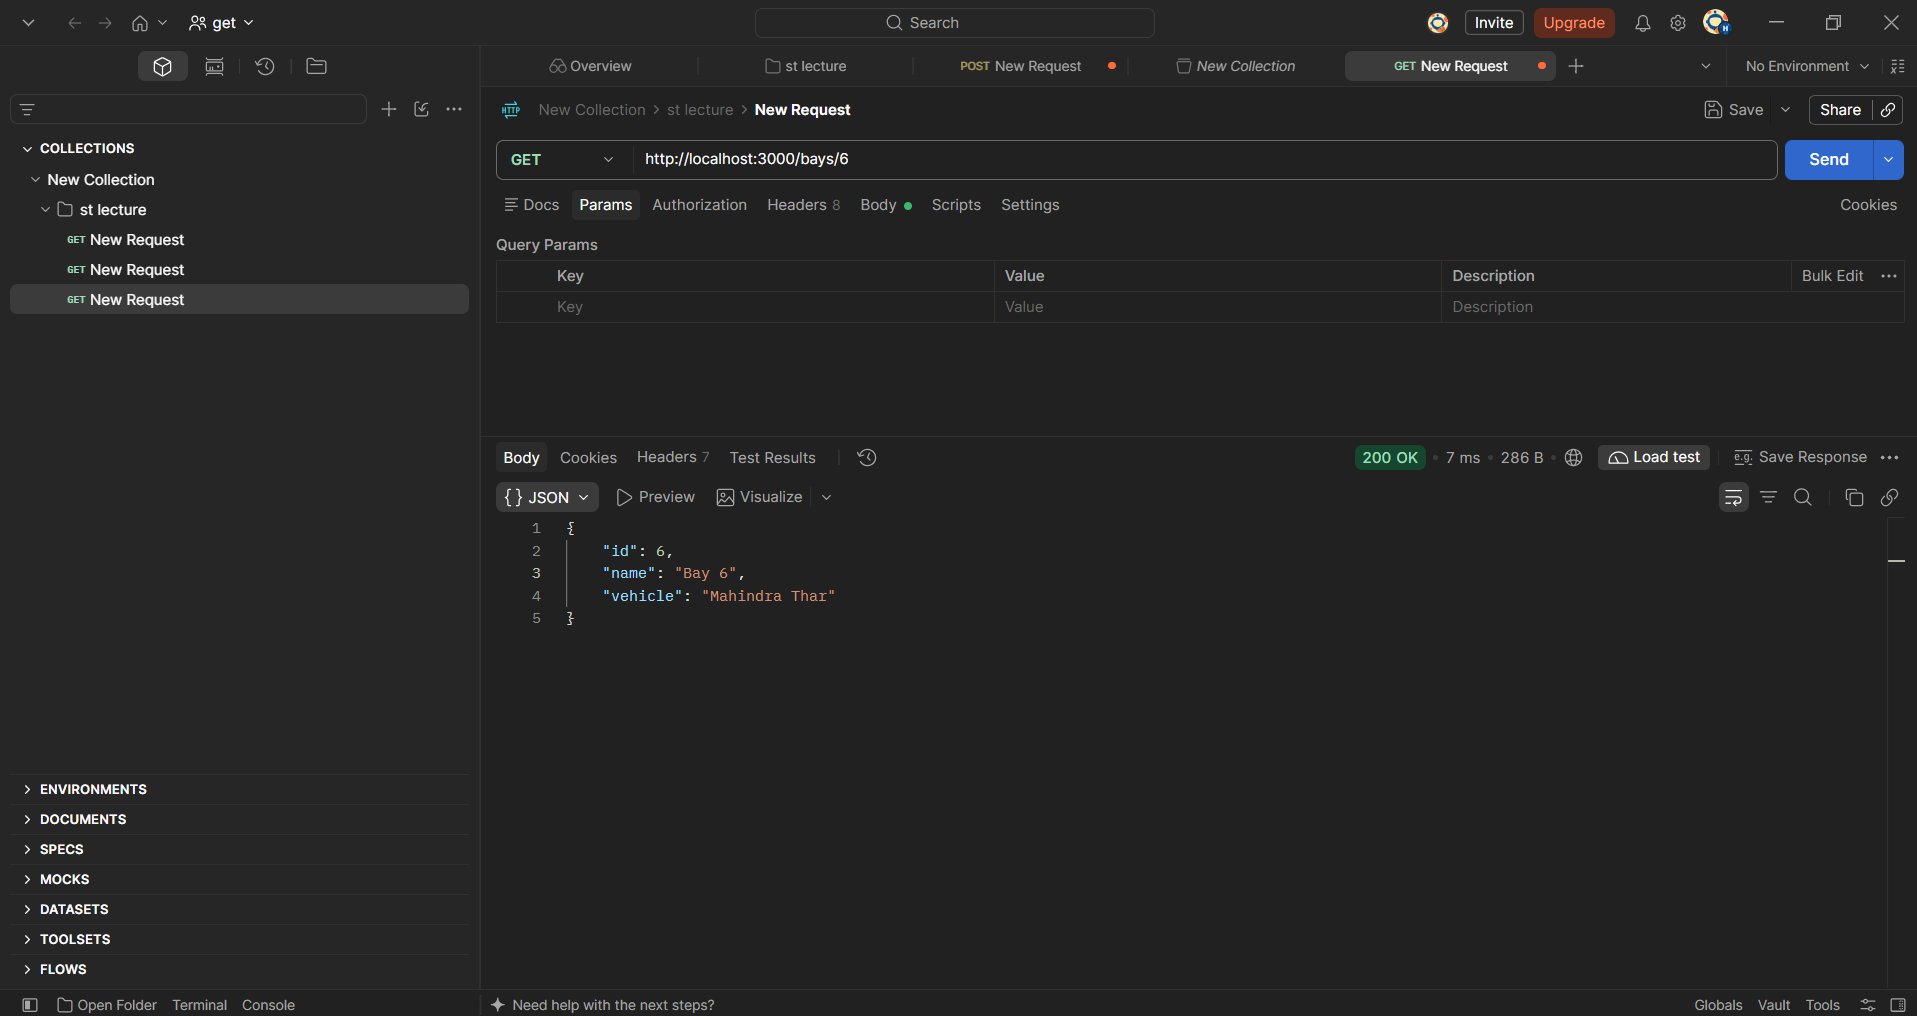 get
Search
Invite
Upgrade
H
Overview
st lecture
POST New Request
New Collection
GET New Request
No Environment
New Collection > st lecture > New Request
Save
Share
COLLECTIONS
New Collection
st lecture
GET New Request
GET New Request
GET New Request
HTTP
GET
http://localhost:3000/bays/6
Send
Docs
Params
Authorization
Headers 8
Body
Scripts
Settings
Cookies
Query Params
Key
Value
Description
Bulk Edit
Key
Value
Description
Body
Cookies
Headers 7
Test Results
200 OK
7 ms
286 B
Load test
e.g.
Save Response
{} JSON
Preview
Visualize
1 {
2 "id": 6,
3 "name": "Bay 6",
4 "vehicle": "Mahindra Thar"
5 }
ENVIRONMENTS
DOCUMENTS
SPECS
MOCKS
DATASETS
TOOLSETS
FLOWS
Open Folder
Terminal
Console
Need help with the next steps?
Globals
Vault
Tools